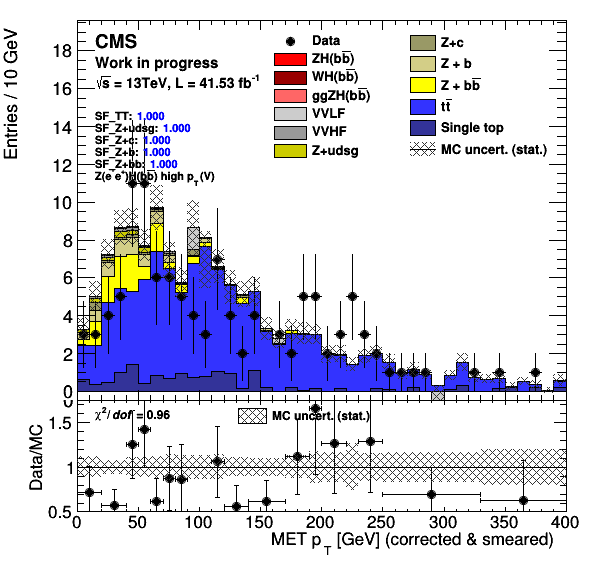 CMS
Work in progress
√s = 13TeV, L = 41.53 fb⁻¹
SF_TT: 1.000
SF_Z+udsg: 1.000
SF_Z+c: 1.000
SF_Z+b: 1.000
SF_Z+bb: 1.000
Z(e⁻e⁺)H(bb̅) high p_T(V)
Data
ZH(bb̅)
WH(bb̅)
ggZH(bb̅)
VVLF
VVHF
Z+udsg
Z+c
Z + b
Z + bb̅
tt̅
Single top
MC uncert. (stat.)
Entries / 10 GeV
18
16
14
12
10
8
6
4
2
0
χ²/ dof = 0.96
MC uncert. (stat.)
Data/MC
1.5
1
0.5
0 50 100 150 200 250 300 350 400
MET p_T [GeV] (corrected & smeared)